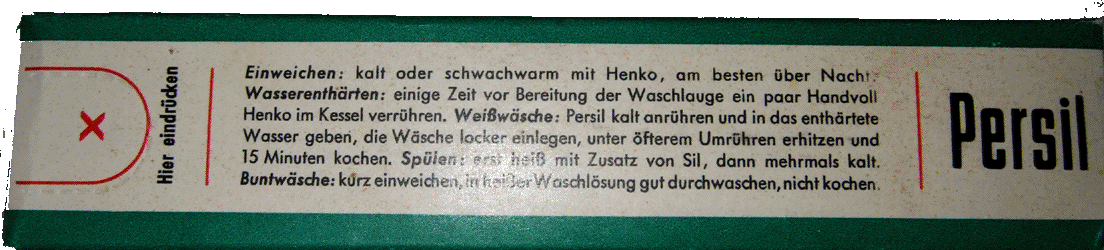 Hier eindrücken
Einweichen: kalt oder schwachwarm mit Henko, am besten über Nacht.
Wasserenthärten: einige Zeit vor Bereitung der Waschlauge ein paar Handvoll
Henko im Kessel verrühren. Weißwäsche: Persil kalt anrühren und in das enthärtete
Wasser geben, die Wäsche locker einlegen, unter öfterem Umrühren erhitzen und
15 Minuten kochen. Spülen: erst heiß mit Zusatz von Sil, dann mehrmals kalt.
Buntwäsche: kurz einweichen, in heißer Waschlösung gut durchwaschen, nicht kochen.
Persil